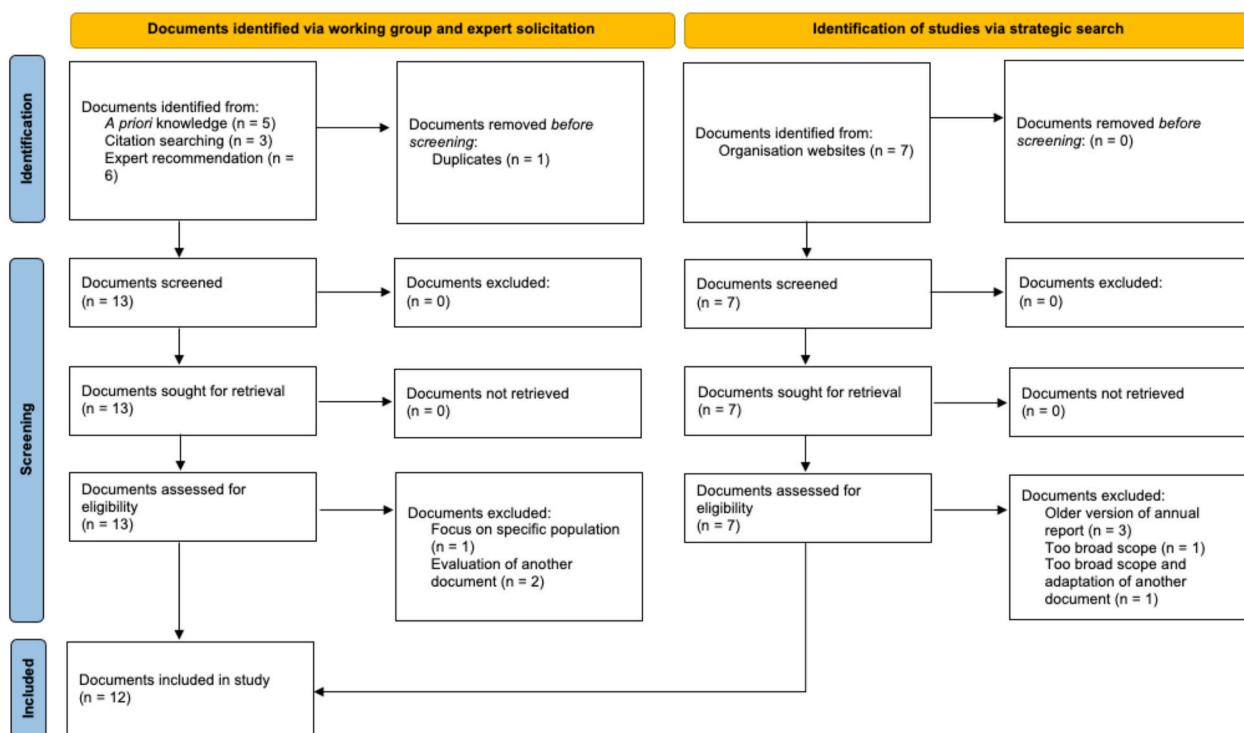 Documents identified via working group and expert solicitation
Identification of studies via strategic search
Identification
Documents identified from:
A priori knowledge (n = 5)
Citation searching (n = 3)
Expert recommendation (n =
6)
Documents removed before
screening:
Duplicates (n = 1)
Documents identified from:
Organisation websites (n = 7)
Documents removed before
screening: (n = 0)
Screening
Documents screened
(n = 13)
Documents excluded:
(n = 0)
Documents screened
(n = 7)
Documents excluded:
(n = 0)
Documents sought for retrieval
(n = 13)
Documents not retrieved
(n = 0)
Documents sought for retrieval
(n = 7)
Documents not retrieved
(n = 0)
Documents assessed for
eligibility
(n = 13)
Documents excluded:
Focus on specific population
(n = 1)
Evaluation of another
document (n = 2)
Documents assessed for
eligibility
(n = 7)
Documents excluded:
Older version of annual
report (n = 3)
Too broad scope (n = 1)
Too broad scope and
adaptation of another
document (n = 1)
Included
Documents included in study
(n = 12)